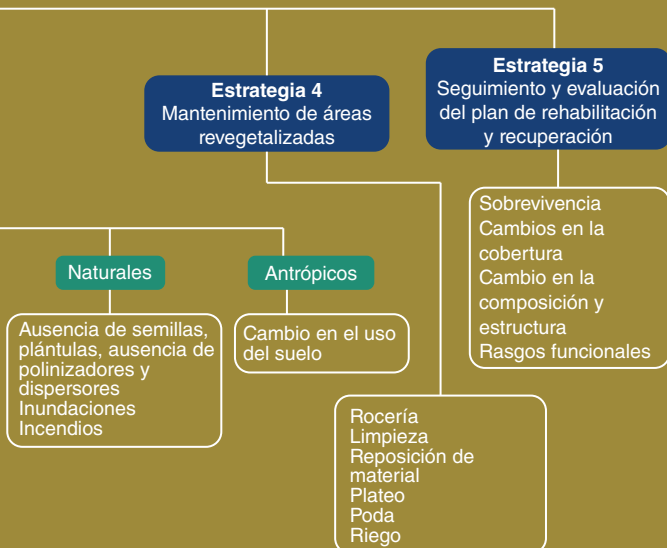 Estrategia 4
Mantenimiento de áreas
revegetalizadas
Estrategia 5
Seguimiento y evaluación
del plan de rehabilitación
y recuperación
Sobrevivencia
Cambios en la
cobertura
Cambio en la
composición y
estructura
Rasgos funcionales
Naturales
Antrópicos
Ausencia de semillas,
plántulas, ausencia de
polinizadores y
dispersores
Inundaciones
Incendios
Cambio en el uso
del suelo
Rocería
Limpieza
Reposición de
material
Plateo
Poda
Riego